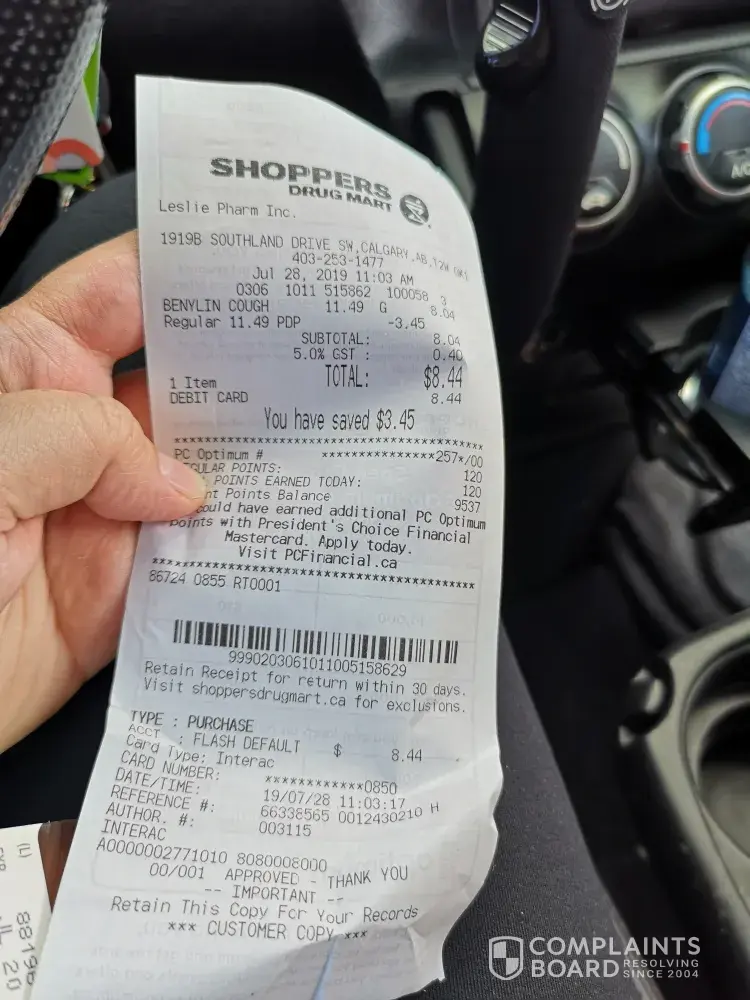 SHOPPERS
DRUG MART
Leslie Pharm Inc.
1919B SOUTHLAND DRIVE SW, CALGARY, AB, T2W 0K1
403-253-1477
Jul 28, 2019 11:03 AM
0306 1011 515862 100058 3
BENYLIN COUGH 11.49 G 8.04
Regular 11.49 PDP -3.45
SUBTOTAL: 8.04
5.0% GST : 0.40
TOTAL: $8.44
1 Item
DEBIT CARD 8.44
You have saved $3.45
********************************************
PC Optimum # **************257*/00
GULAR POINTS: 120
POINTS EARNED TODAY: 120
nt Points Balance 9537
could have earned additional PC Optimum
Points with President's Choice Financial
Mastercard. Apply today.
Visit PCFinancial.ca
********************************************
86724 0855 RT0001
9990203061011005158629
Retain Receipt for return within 30 days.
Visit shoppersdrugmart.ca for exclusions.
TYPE : PURCHASE
ACCT : FLASH DEFAULT $ 8.44
Card Type: Interac
CARD NUMBER: ************0850
DATE/TIME: 19/07/28 11:03:17
REFERENCE #: 66338565 0012430210 H
AUTHOR. #: 003115
INTERAC
A0000002771010 8080008000
00/001 APPROVED - THANK YOU
-- IMPORTANT --
Retain This Copy For Your Records
*** CUSTOMER COPY ***
A/C
(L)
88196
20
COMPLAINTS
BOARD RESOLVING
SINCE 2004